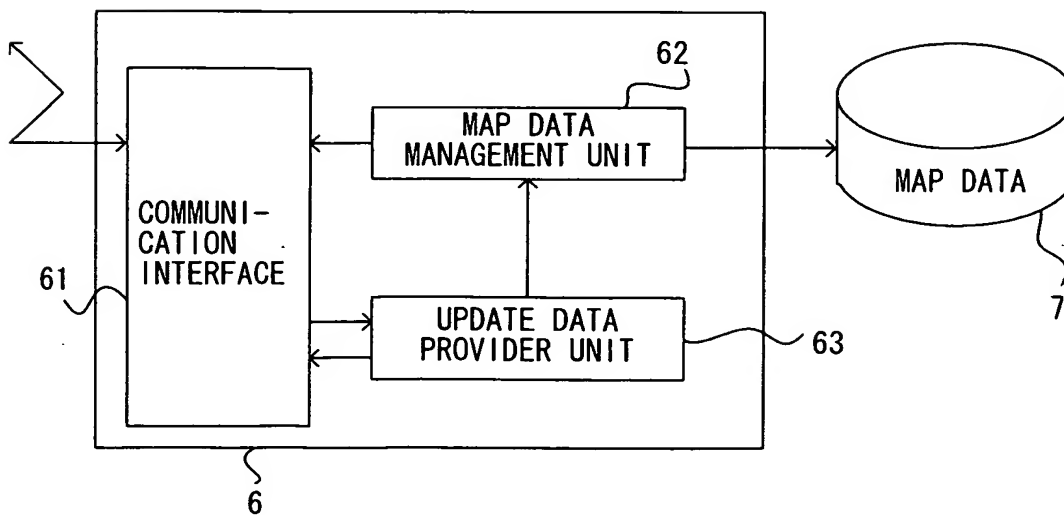 62
MAP DATA
MANAGEMENT UNIT
MAP DATA
COMMUNI-
CATION
INTERFACE
61
7
UPDATE DATA
PROVIDER UNIT
63
6